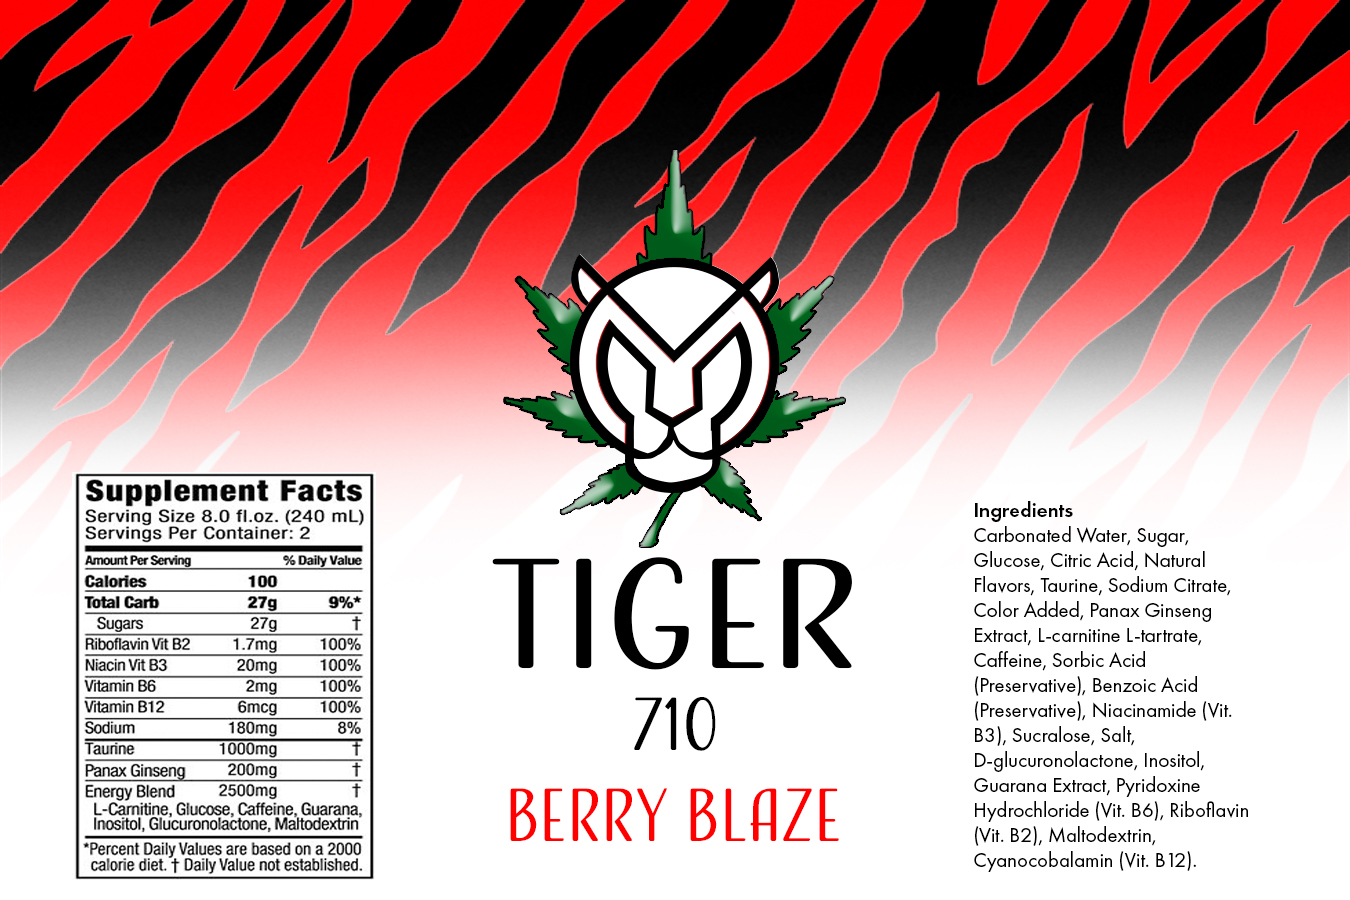 Supplement Facts
Serving Size 8.0 fl.oz. (240 mL)
Servings Per Container: 2
Amount Per Serving % Daily Value
Calories 100
Total Carb 27g 9%*
Sugars 27g †
Riboflavin Vit B2 1.7mg 100%
Niacin Vit B3 20mg 100%
Vitamin B6 2mg 100%
Vitamin B12 6mcg 100%
Sodium 180mg 8%
Taurine 1000mg †
Panax Ginseng 200mg †
Energy Blend 2500mg †
L-Carnitine, Glucose, Caffeine, Guarana,
Inositol, Glucuronolactone, Maltodextrin
*Percent Daily Values are based on a 2000
calorie diet. † Daily Value not established.
TIGER
710
BERRY BLAZE
Ingredients
Carbonated Water, Sugar,
Glucose, Citric Acid, Natural
Flavors, Taurine, Sodium Citrate,
Color Added, Panax Ginseng
Extract, L-carnitine L-tartrate,
Caffeine, Sorbic Acid
(Preservative), Benzoic Acid
(Preservative), Niacinamide (Vit.
B3), Sucralose, Salt,
D-glucuronolactone, Inositol,
Guarana Extract, Pyridoxine
Hydrochloride (Vit. B6), Riboflavin
(Vit. B2), Maltodextrin,
Cyanocobalamin (Vit. B12).